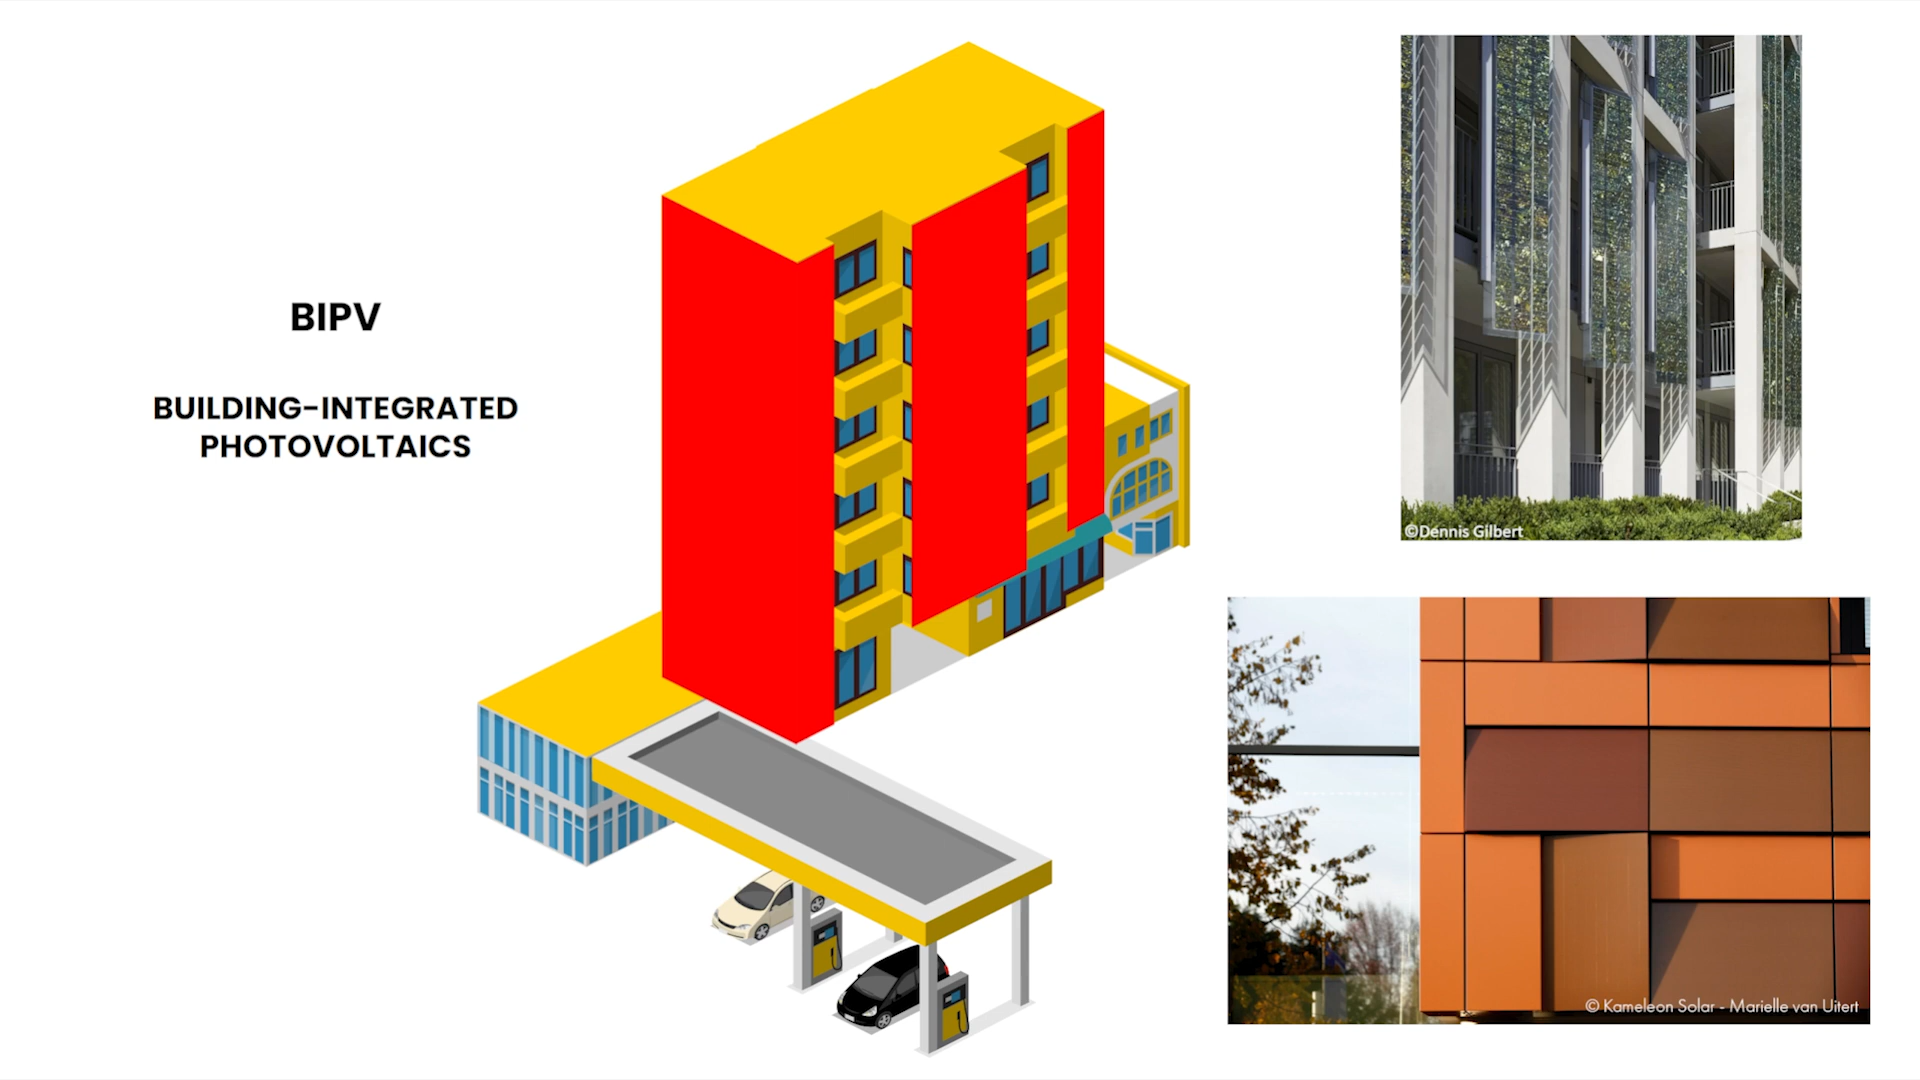 BIPV
BUILDING-INTEGRATED
PHOTOVOLTAICS
©Dennis Gilbert
© Kameleon Solar - Marielle van Uitert